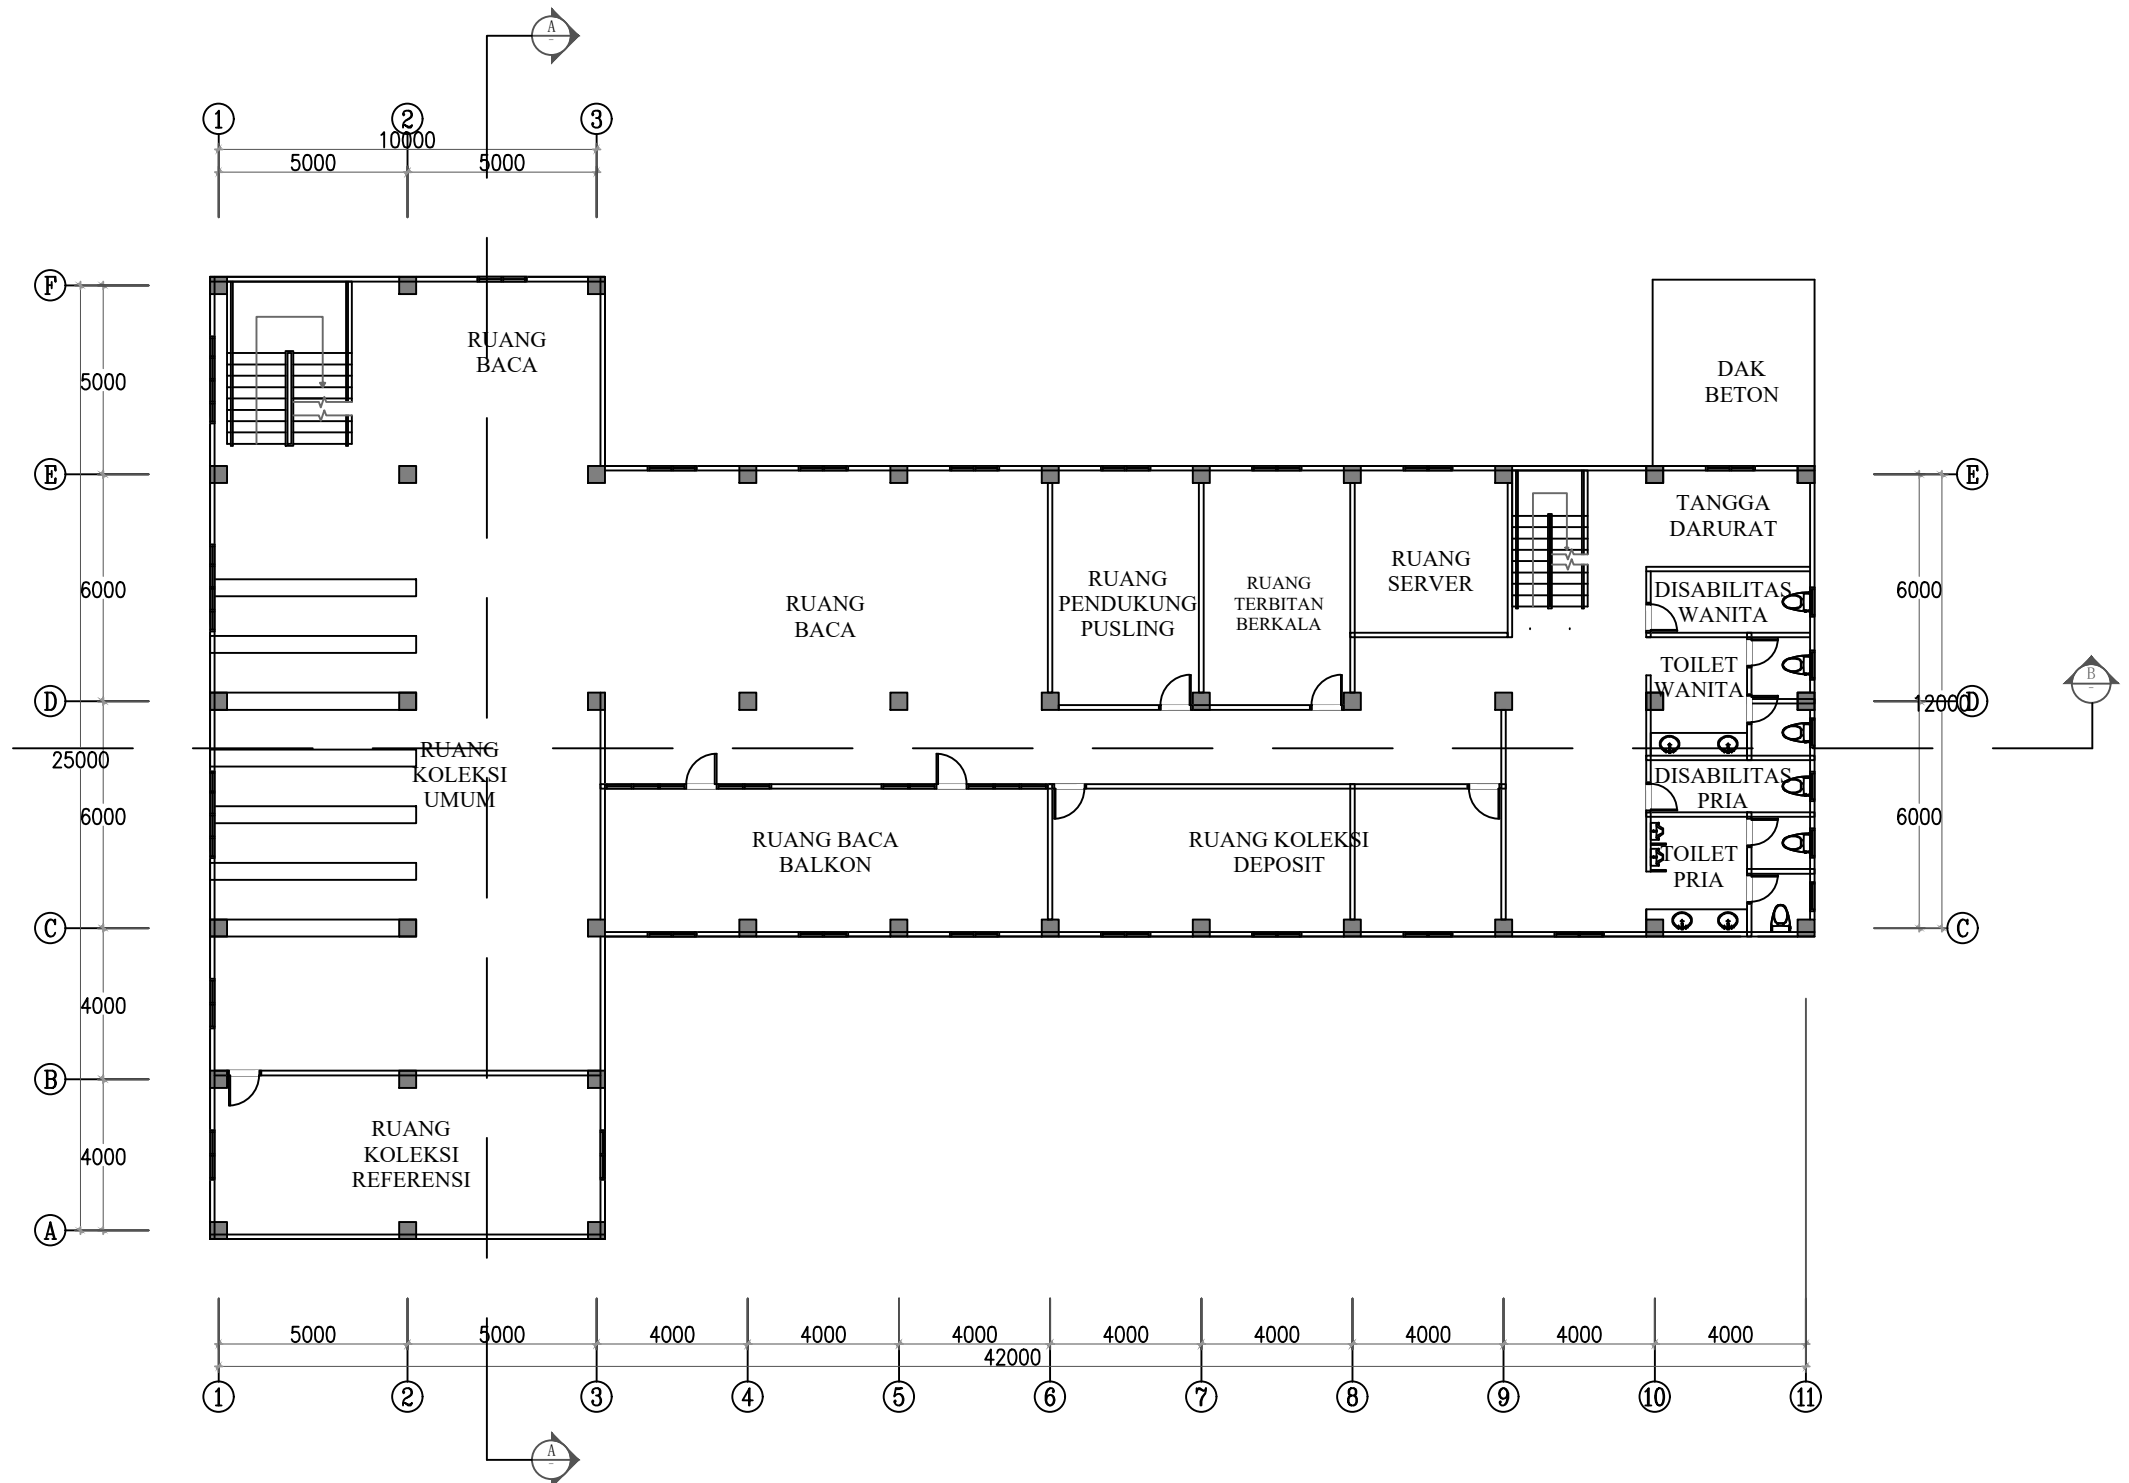 A
1
2
3
10000
5000
5000
F
RUANG
BACA
DAK
BETON
5000
E
E
TANGGA
DARURAT
RUANG
SERVER
RUANG
PENDUKUNG
PUSLING
RUANG
TERBITAN
BERKALA
6000
RUANG
BACA
DISABILITAS
WANITA
6000
TOILET
WANITA
B
D
12000
D
25000
RUANG
KOLEKSI
UMUM
DISABILITAS
PRIA
6000
6000
RUANG BACA
BALKON
RUANG KOLEKSI
DEPOSIT
TOILET
PRIA
C
C
4000
B
RUANG
KOLEKSI
REFERENSI
4000
A
5000
5000
4000
4000
4000
4000
4000
4000
4000
4000
42000
1
2
3
4
5
6
7
8
9
10
11
A